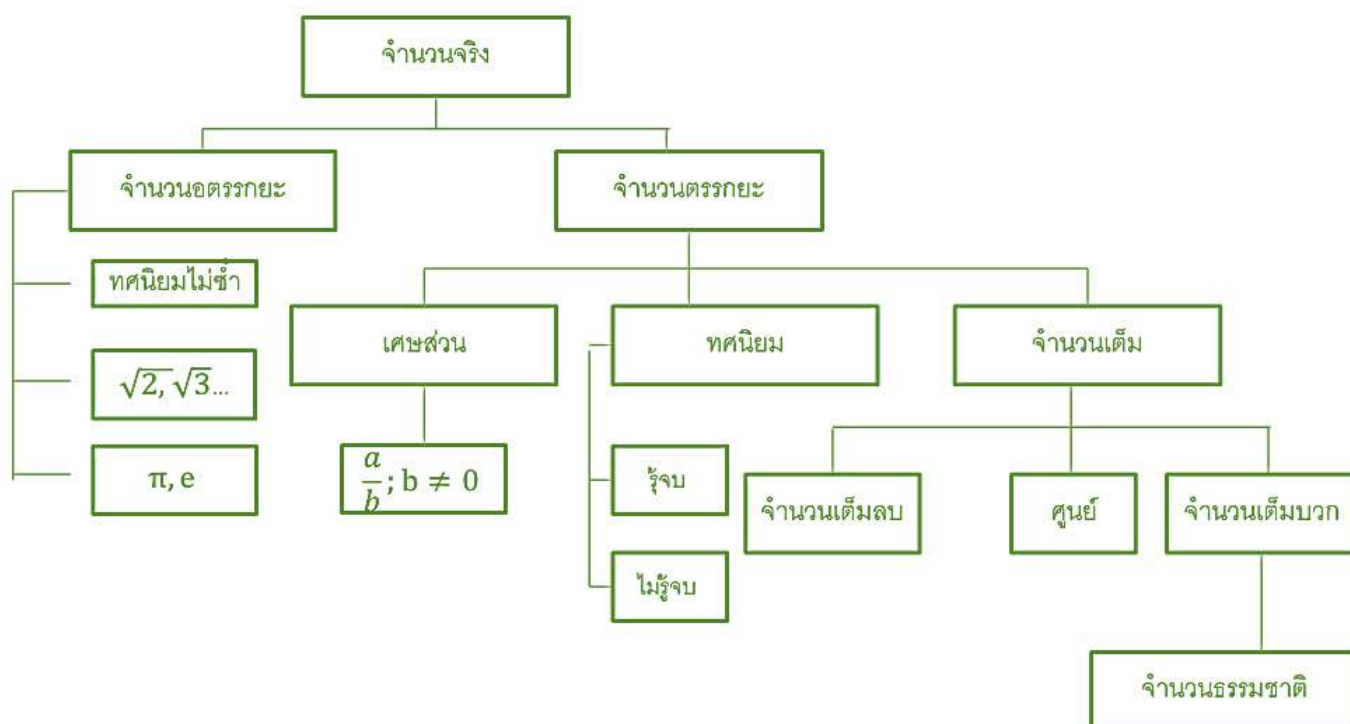 จำนวนจริง
จำนวนอตรรกยะ
จำนวนตรรกยะ
ทศนิยมไม่ซ้ำ
√2, √3...
π, e
เศษส่วน
a/b; b ≠ 0
ทศนิยม
รู้จบ
ไม่รู้จบ
จำนวนเต็ม
จำนวนเต็มลบ
ศูนย์
จำนวนเต็มบวก
จำนวนธรรมชาติ